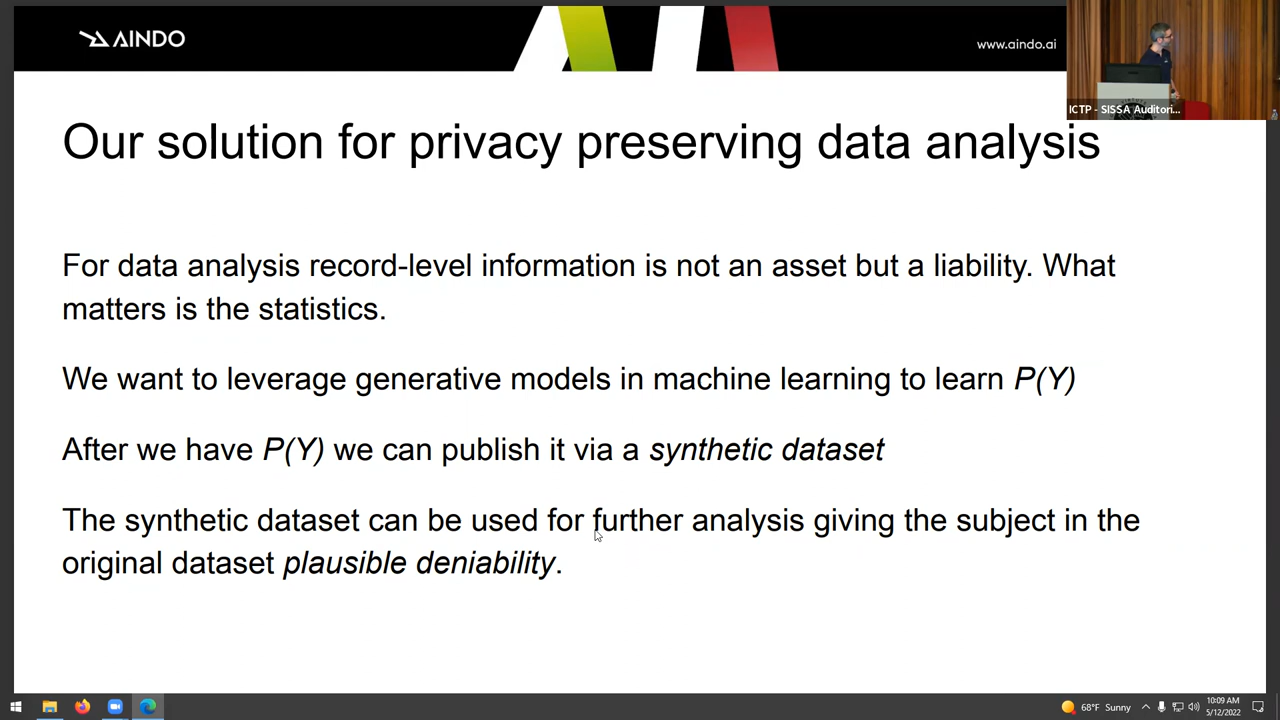 AINDO
www.aindo.ai
ICTP - SISSA Auditori...
Our solution for privacy preserving data analysis
For data analysis record-level information is not an asset but a liability. What
matters is the statistics.
We want to leverage generative models in machine learning to learn P(Y)
After we have P(Y) we can publish it via a synthetic dataset
The synthetic dataset can be used for further analysis giving the subject in the
original dataset plausible deniability.
68°F Sunny
10:09 AM
5/12/2022